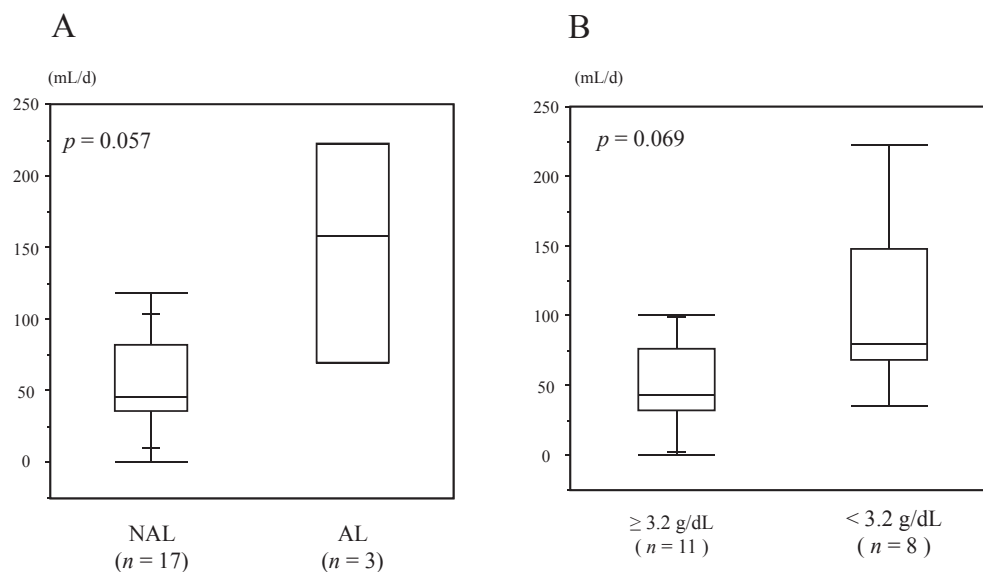 A
(mL/d)
250
200
150
100
50
0
p = 0.057
NAL
(n = 17)
AL
(n = 3)
B
(mL/d)
250
200
150
100
50
0
p = 0.069
≥ 3.2 g/dL
( n = 11 )
< 3.2 g/dL
( n = 8 )